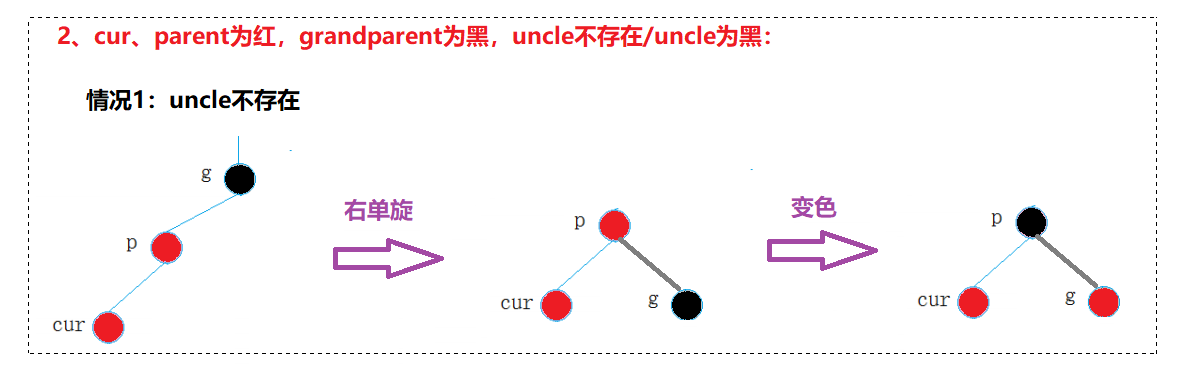 2、cur、parent为红，grandparent为黑，uncle不存在/uncle为黑：
情况1：uncle不存在
g
p
cur
右单旋
p
cur
g
变色
p
cur
g